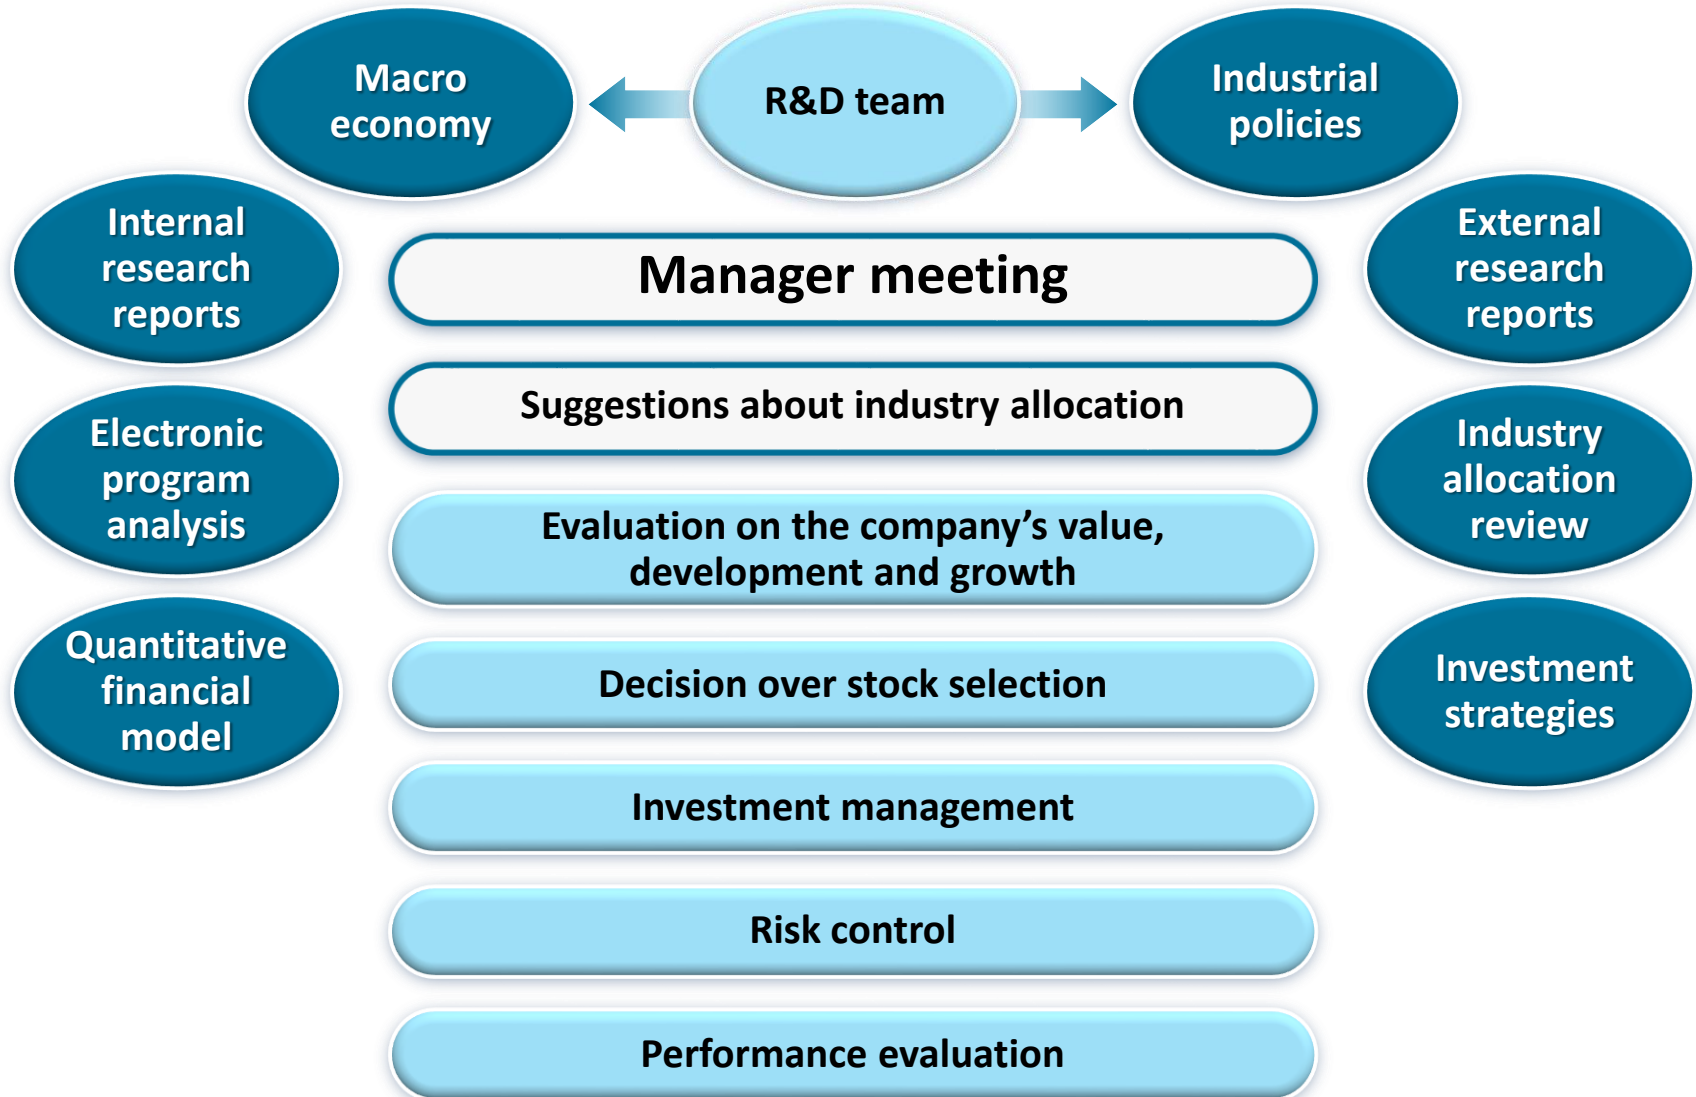 Macro
economy
R&D team
Industrial
policies
Internal
research
reports
Manager meeting
External
research
reports
Suggestions about industry allocation
Electronic
program
analysis
Industry
allocation
review
Evaluation on the company’s value,
development and growth
Quantitative
financial
model
Decision over stock selection
Investment
strategies
Investment management
Risk control
Performance evaluation